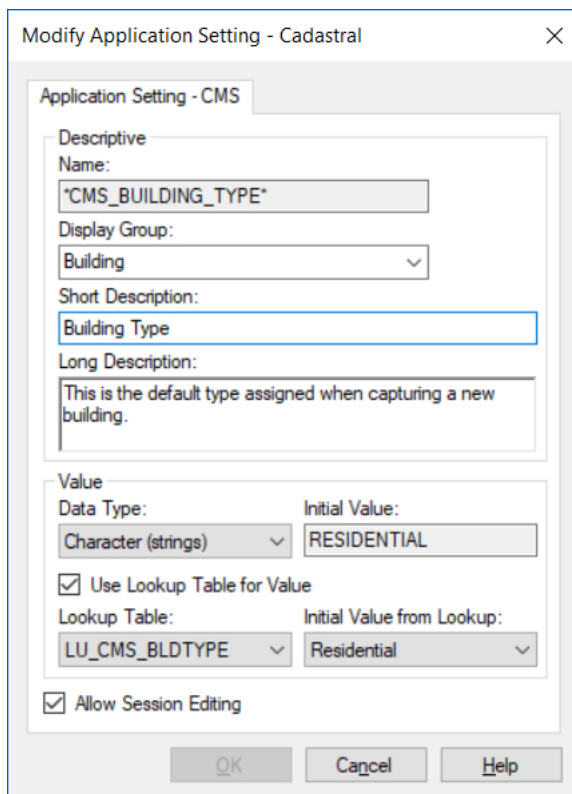 Modify Application Setting - Cadastral
Application Setting - CMS
Descriptive
Name:
*CMS_BUILDING_TYPE*
Display Group:
Building
Short Description:
Building Type
Long Description:
This is the default type assigned when capturing a new
building.
Value
Data Type: Initial Value:
Character (strings) RESIDENTIAL
Use Lookup Table for Value
Lookup Table: Initial Value from Lookup:
LU_CMS_BLDTYPE Residential
Allow Session Editing
OK Cancel Help